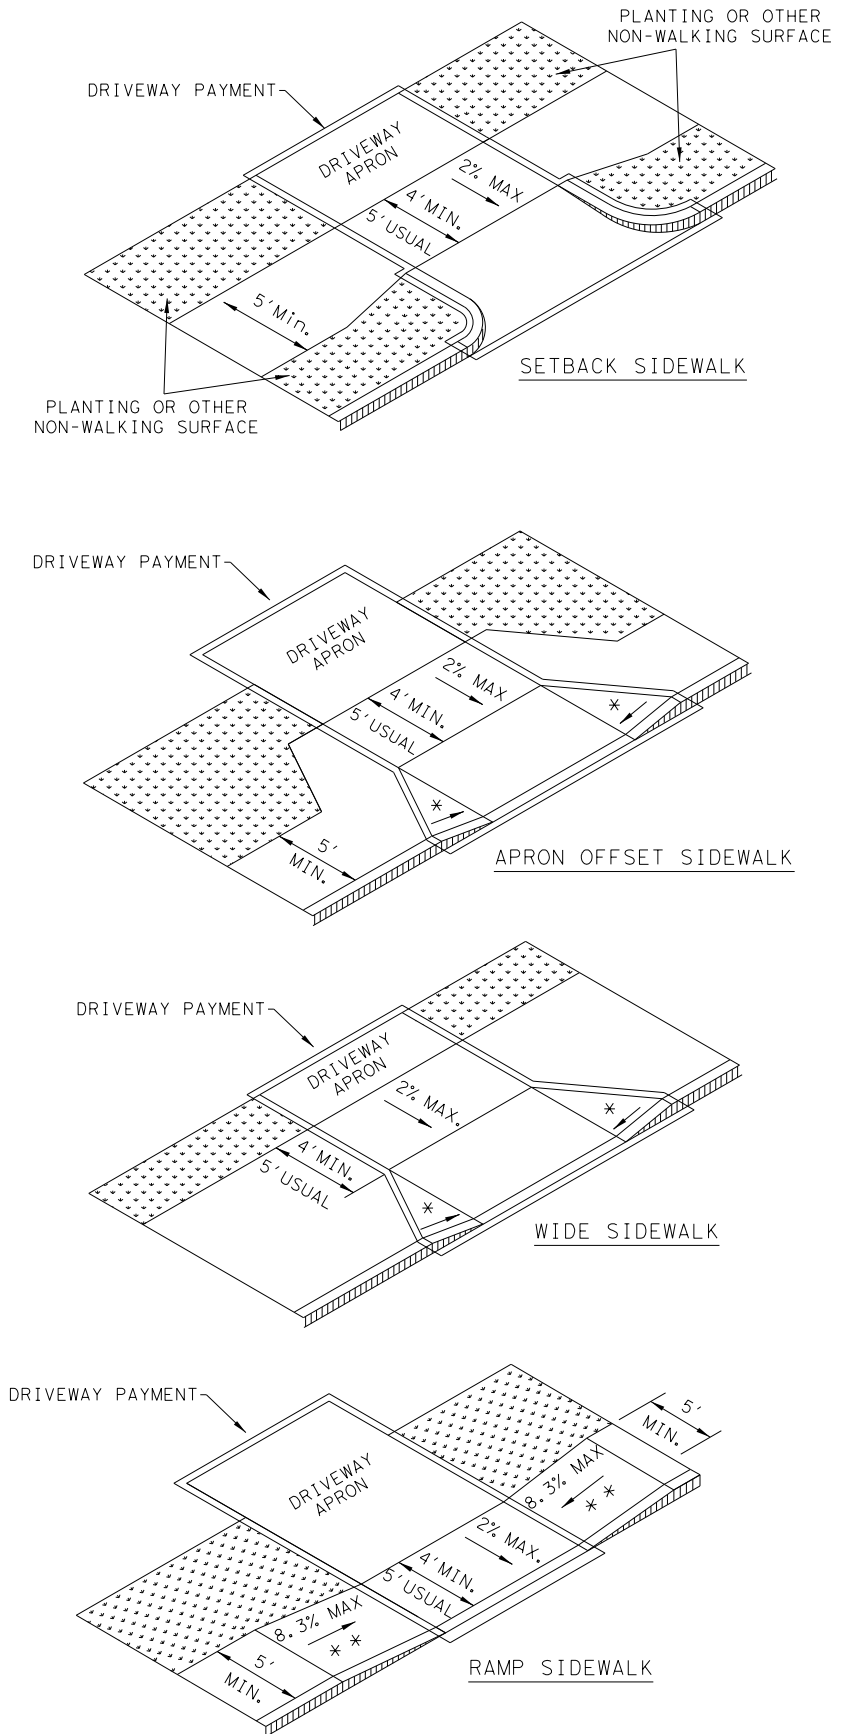 PLANTING OR OTHER
NON-WALKING SURFACE
DRIVEWAY PAYMENT
DRIVEWAY
APRON
2% MAX
4' MIN.
5' USUAL
5' Min.
SETBACK SIDEWALK
PLANTING OR OTHER
NON-WALKING SURFACE
DRIVEWAY PAYMENT
DRIVEWAY
APRON
2% MAX
4' MIN.
5' USUAL
*
*
5'
MIN.
APRON OFFSET SIDEWALK
DRIVEWAY PAYMENT
DRIVEWAY
APRON
2% MAX.
*
4' MIN.
5' USUAL
*
WIDE SIDEWALK
DRIVEWAY PAYMENT
5'
MIN.
8.3% MAX
* *
DRIVEWAY
APRON
2% MAX.
4' MIN.
5' USUAL
8.3% MAX
* *
5'
MIN.
RAMP SIDEWALK